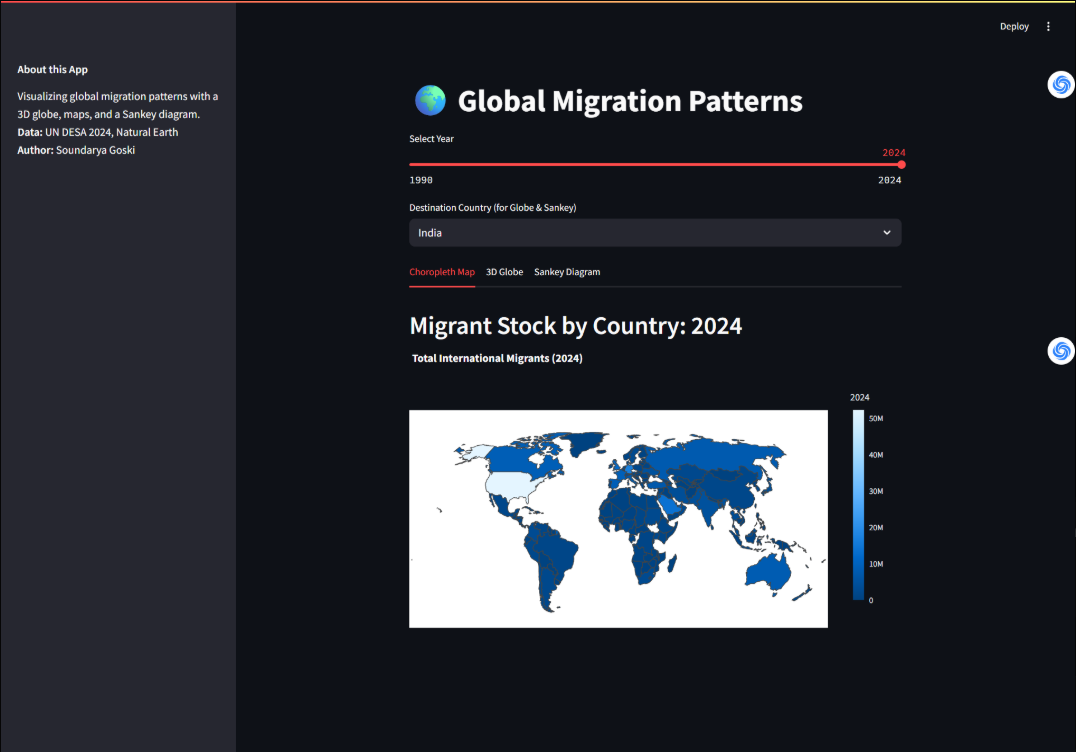 Deploy
About this App
Visualizing global migration patterns with a
3D globe, maps, and a Sankey diagram.
Data: UN DESA 2024, Natural Earth
Author: Soundarya Goski
Global Migration Patterns
Select Year
2024
1990
2024
Destination Country (for Globe & Sankey)
India
Choropleth Map
3D Globe
Sankey Diagram
Migrant Stock by Country: 2024
Total International Migrants (2024)
2024
50M
40M
30M
20M
10M
0